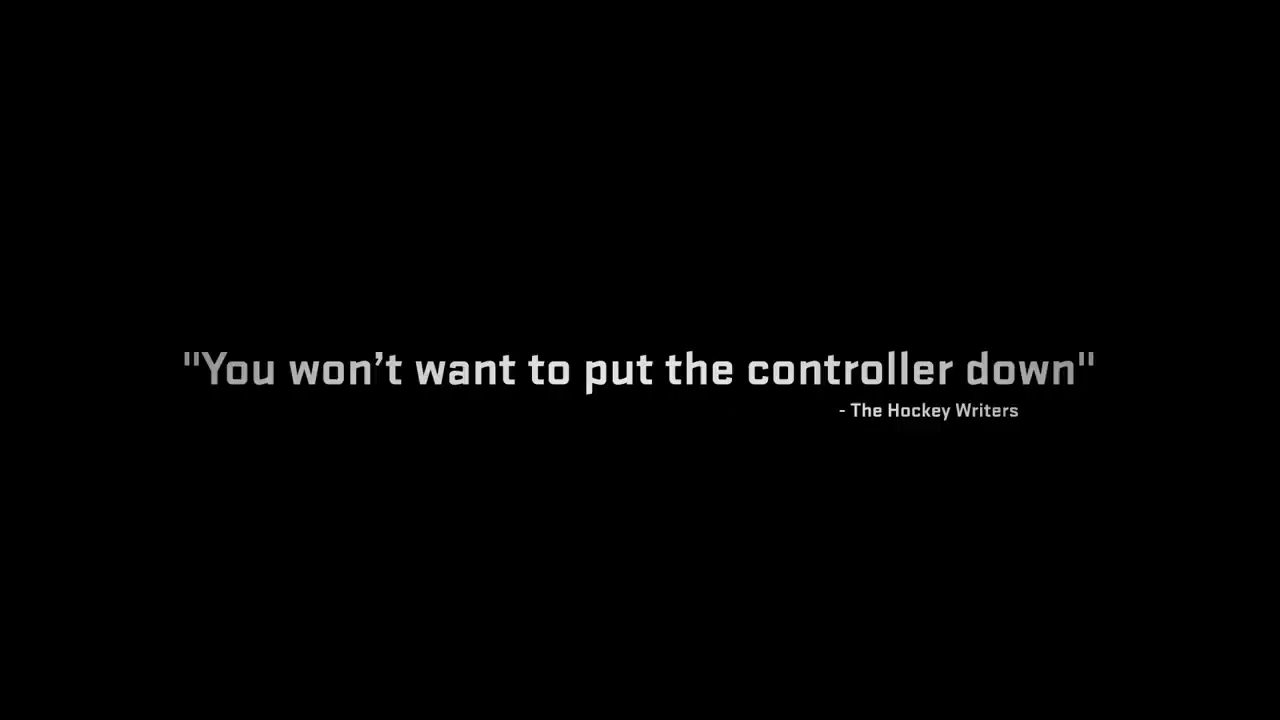 "You won’t want to put the controller down"
- The Hockey Writers